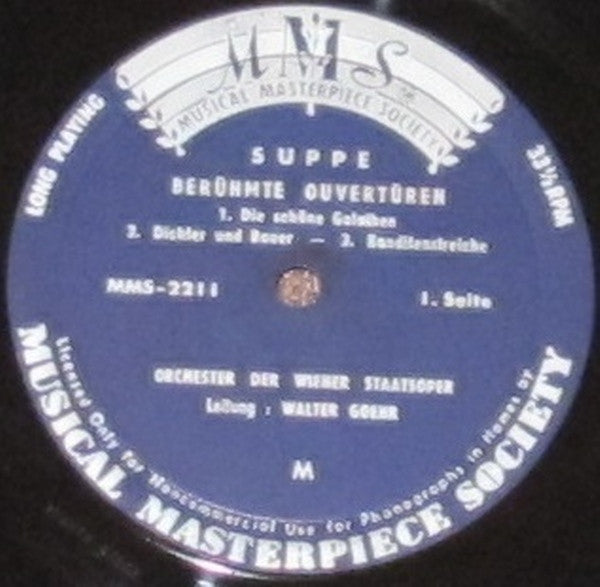 MMS
MUSICAL MASTERPIECE SOCIETY
LONG PLAYING
33⅓ RPM
SUPPE
BERÜHMTE OUVERTÜREN
1. Die schöne Galathea
2. Dichter und Bauer — 3. Banditenstreiche
MMS-2211
1. Seite
ORCHESTER DER WIENER STAATSOPER
Leitung : WALTER GOEHR
M
Licensed Only for Noncommercial Use for Phonographs in Homes by
MUSICAL MASTERPIECE SOCIETY